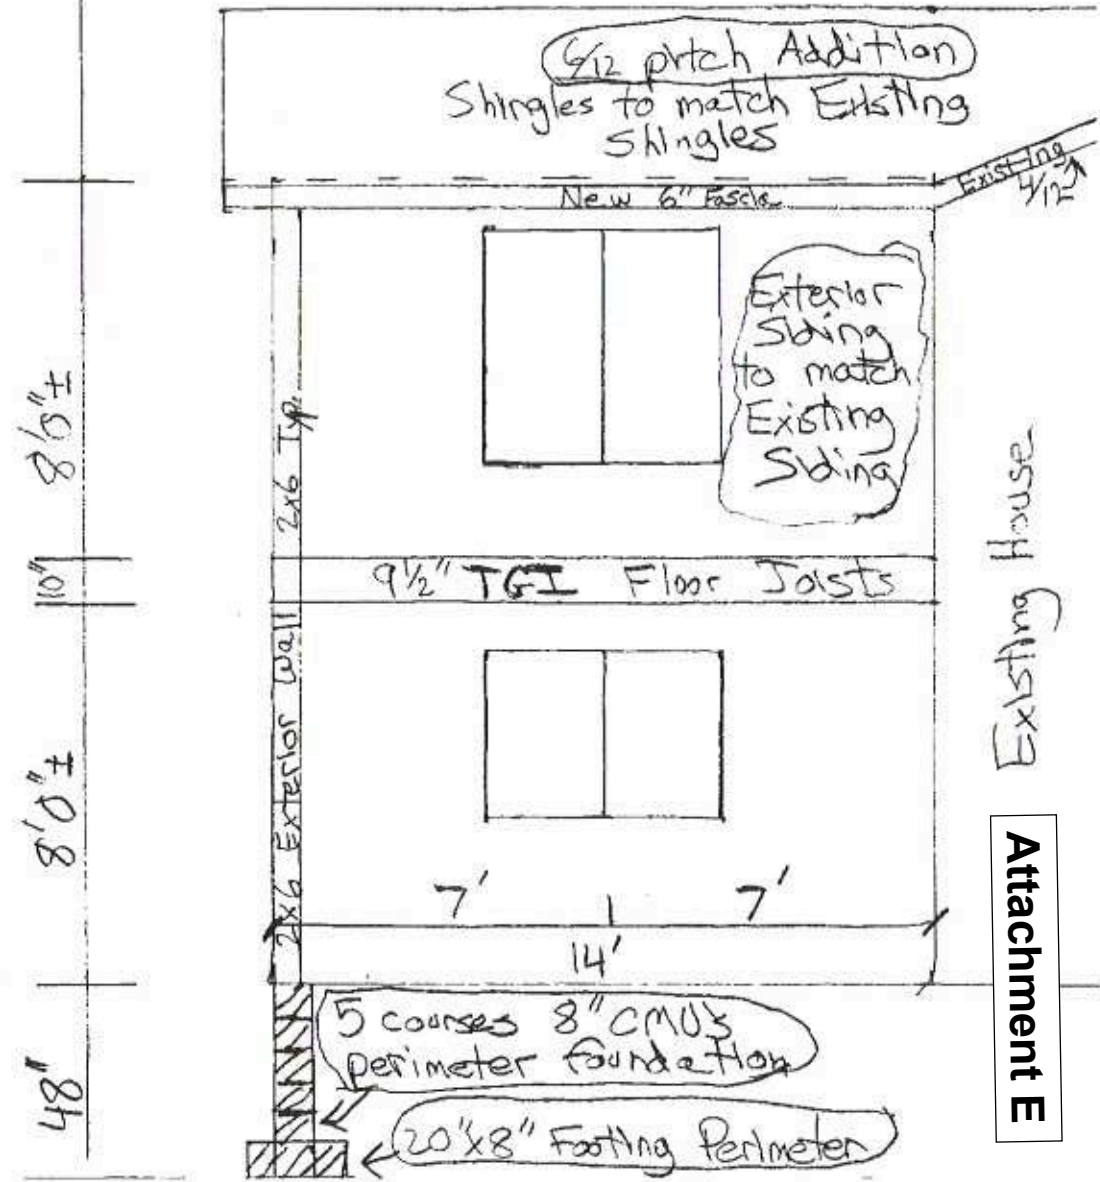 6/12 pitch Addition
Shingles to match Existing
Shingles
Existing
4/12
New 6" Fascia
Exterior
Siding
to match
Existing
Siding
8'0"±
2x6 Typ.
10"
9½" TGI Floor Joists
Existing House
8'0"±
2x6 Exterior Wall
7' 7'
14'
Attachment E
48"
5 courses 8" CMU's
perimeter foundation
20"x8" Footing Perimeter